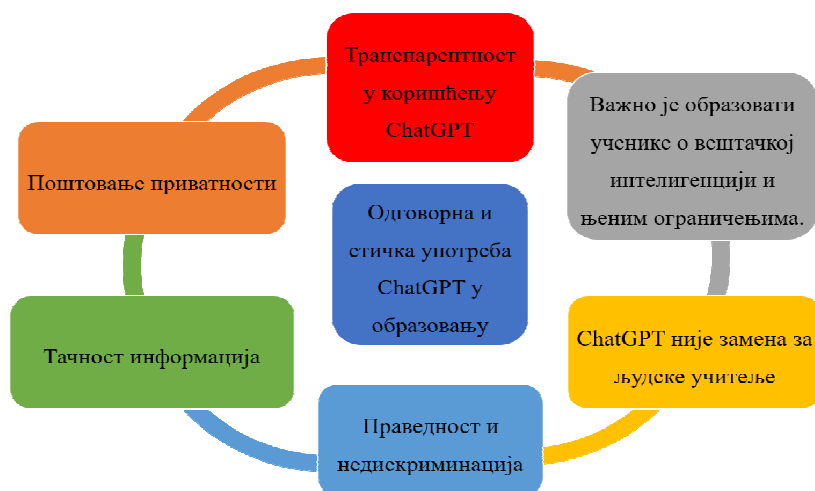 Транспарентност
у коришћењу
ChatGPT
Важно је образовати
ученике о вештачкој
интелигенцији и
њеним ограничењима.
Поштовање приватности
Одговорна и
етичка употреба
ChatGPT у
образовању
Тачност информација
ChatGPT није замена за
људске учитеље
Праведност и
недискриминација